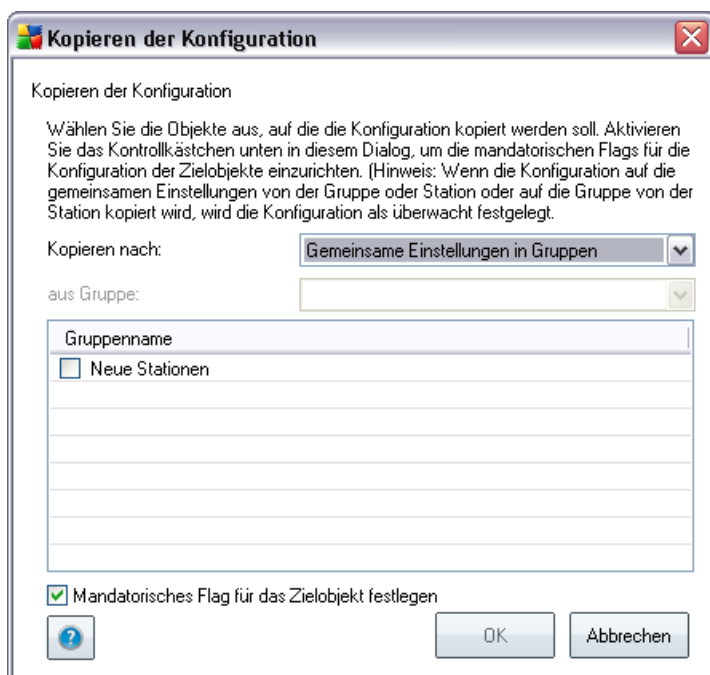 Kopieren der Konfiguration
Kopieren der Konfiguration
Wählen Sie die Objekte aus, auf die die Konfiguration kopiert werden soll. Aktivieren
Sie das Kontrollkästchen unten in diesem Dialog, um die mandatorischen Flags für die
Konfiguration der Zielobjekte einzurichten. (Hinweis: Wenn die Konfiguration auf die
gemeinsamen Einstellungen von der Gruppe oder Station oder auf die Gruppe von der
Station kopiert wird, wird die Konfiguration als überwacht festgelegt.
Kopieren nach: Gemeinsame Einstellungen in Gruppen
aus Gruppe:
Gruppenname
Neue Stationen
Mandatorisches Flag für das Zielobjekt festlegen
? OK Abbrechen